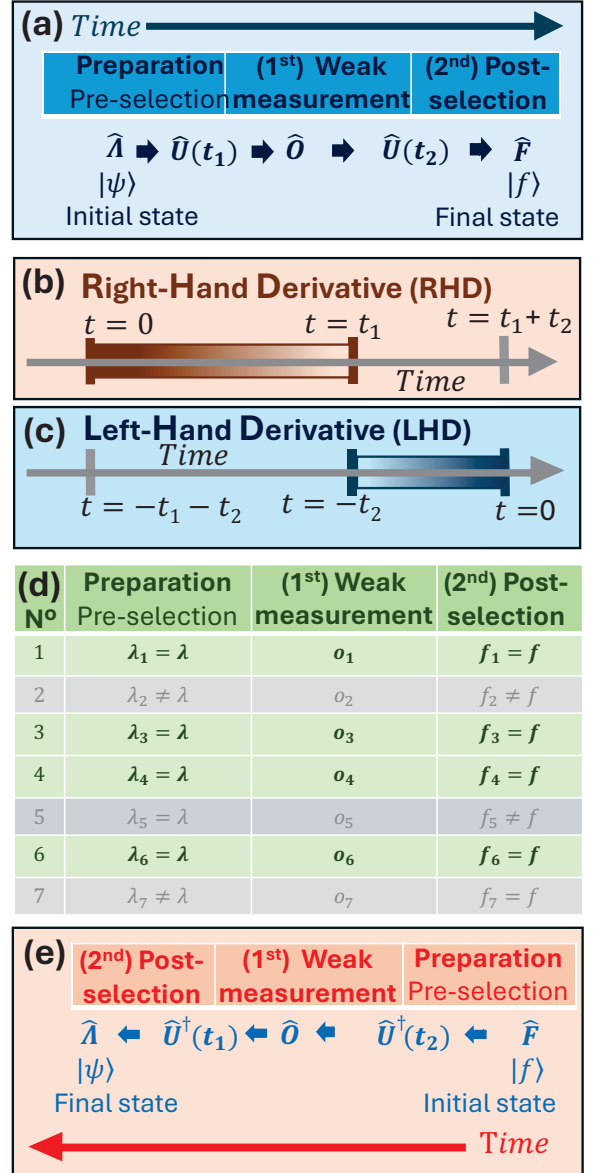 (a) Time
Preparation (1st) Weak (2nd) Post-
Pre-selection measurement selection
Λ̂ → Û(t₁) → Ô → Û(t₂) → F̂
|ψ⟩ |f⟩
Initial state Final state
(b) Right-Hand Derivative (RHD)
t = 0 t = t₁ t = t₁+ t₂
Time
(c) Left-Hand Derivative (LHD)
Time
t = −t₁ − t₂ t = −t₂ t =0
(d) Preparation (1st) Weak (2nd) Post-
Nº Pre-selection measurement selection
1 λ₁ = λ o₁ f₁ = f
2 λ₂ ≠ λ o₂ f₂ ≠ f
3 λ₃ = λ o₃ f₃ = f
4 λ₄ = λ o₄ f₄ = f
5 λ₅ = λ o₅ f₅ ≠ f
6 λ₆ = λ o₆ f₆ = f
7 λ₇ ≠ λ o₇ f₇ = f
(e) (2nd) Post- (1st) Weak Preparation
selection measurement Pre-selection
Λ̂ ← Û†(t₁) ← Ô ← Û†(t₂) ← F̂
|ψ⟩ |f⟩
Final state Initial state
Time